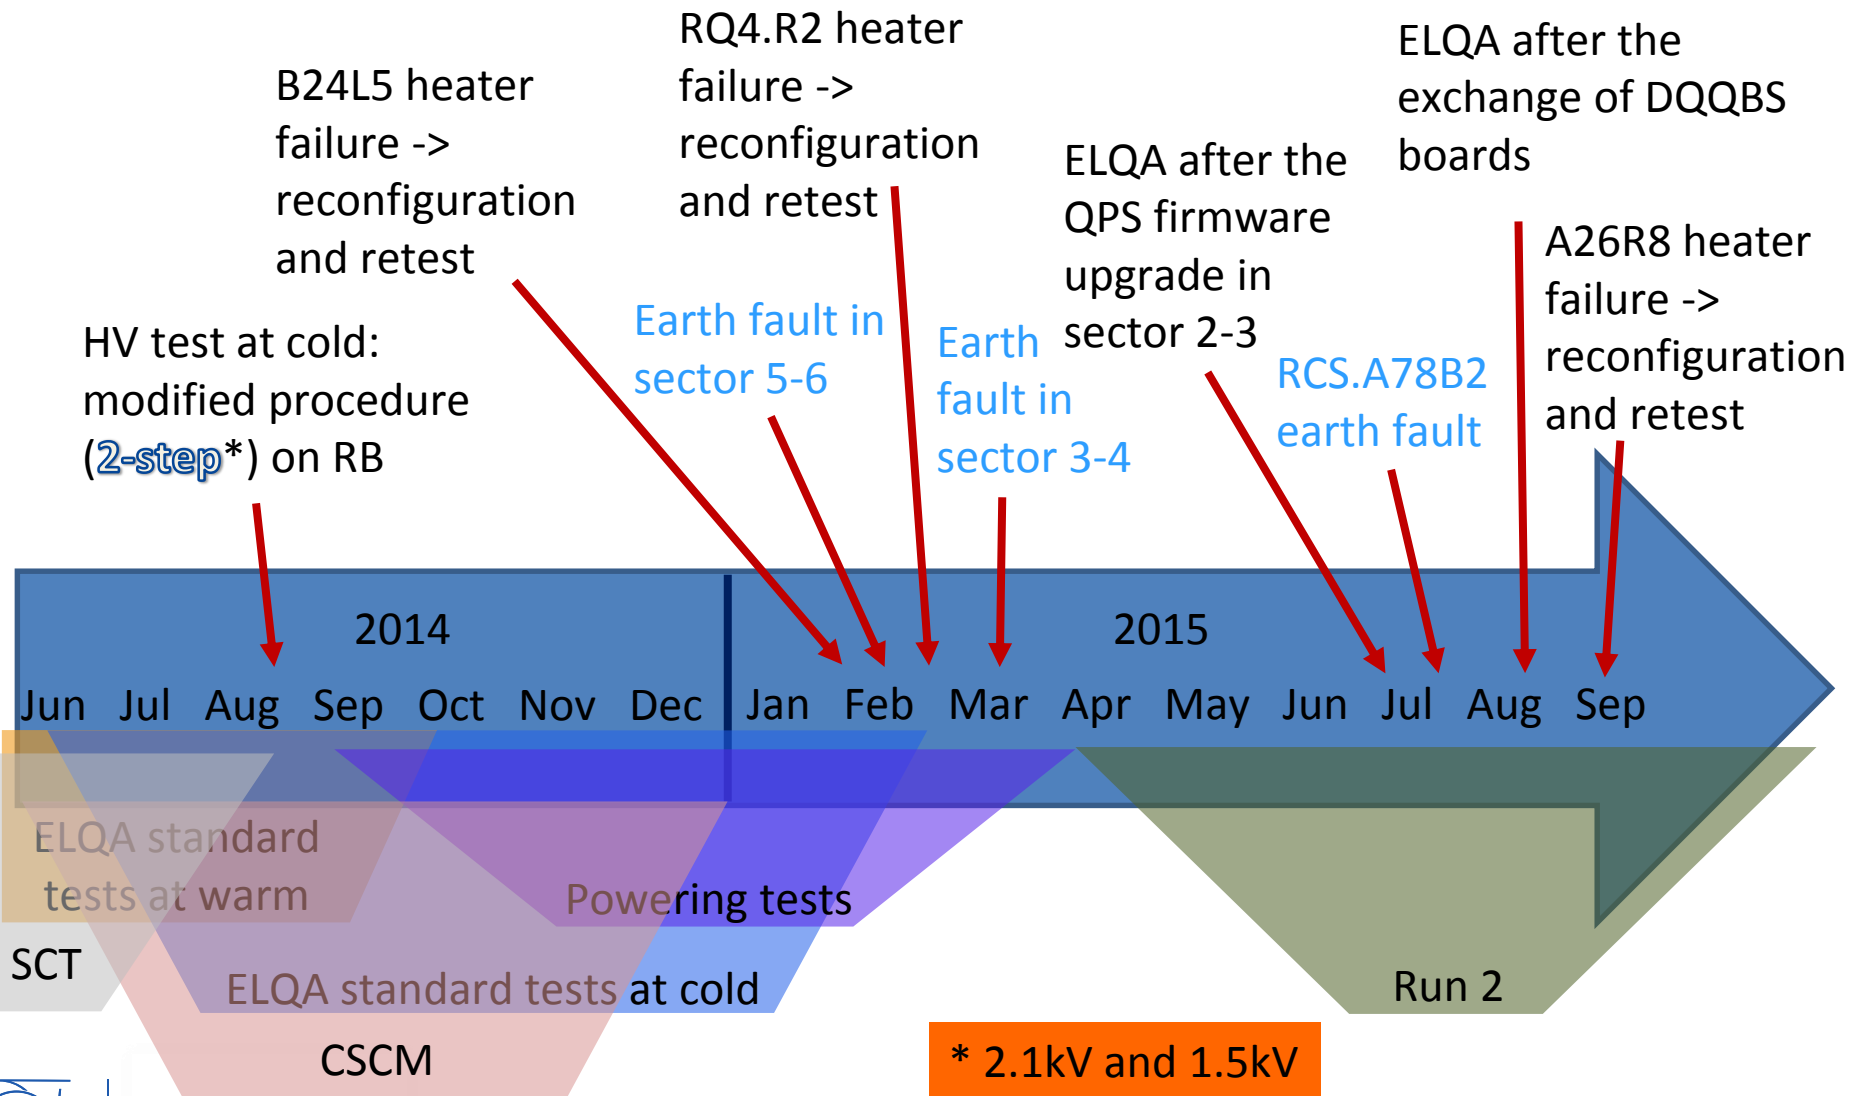 RQ4.R2 heater
failure ->
reconfiguration
and retest
B24L5 heater
failure ->
reconfiguration
and retest
ELQA after the
exchange of DQQBS
boards
ELQA after the
QPS firmware
upgrade in
sector 2-3
A26R8 heater
failure ->
reconfiguration
and retest
HV test at cold:
modified procedure
(2-step*) on RB
Earth fault in
sector 5-6
Earth
fault in
sector 3-4
RCS.A78B2
earth fault
2014
2015
Jun Jul Aug Sep Oct Nov Dec Jan Feb Mar Apr May Jun Jul Aug Sep
ELQA standard
tests at warm
Powering tests
SCT
ELQA standard tests at cold
Run 2
CSCM
* 2.1kV and 1.5kV